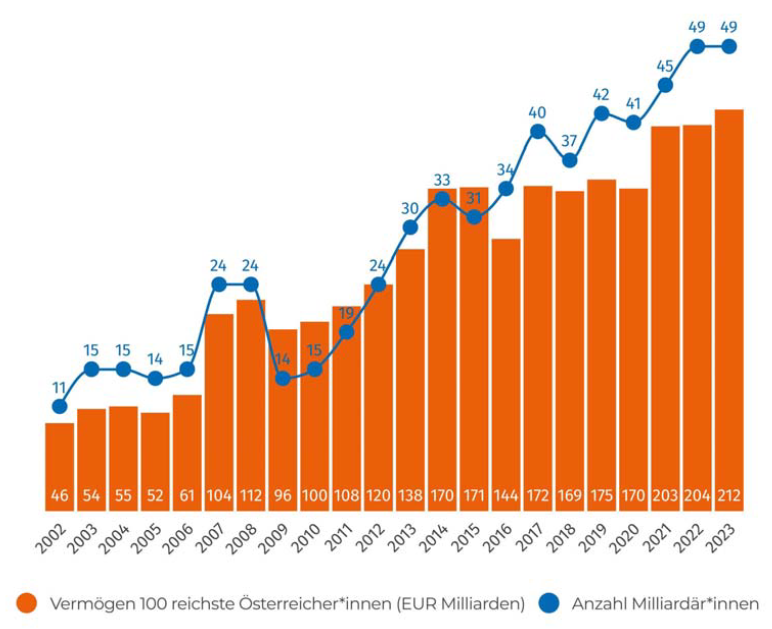 49 49
45
42
41
40
37
34
33
31
30
24 24 24
19
15 15 15 15
14 14
11
46 54 55 52 61 104 112 96 100 108 120 138 170 171 144 172 169 175 170 203 204 212
2002 2003 2004 2005 2006 2007 2008 2009 2010 2011 2012 2013 2014 2015 2016 2017 2018 2019 2020 2021 2022 2023
Vermögen 100 reichste Österreicher*innen (EUR Milliarden) Anzahl Milliardär*innen